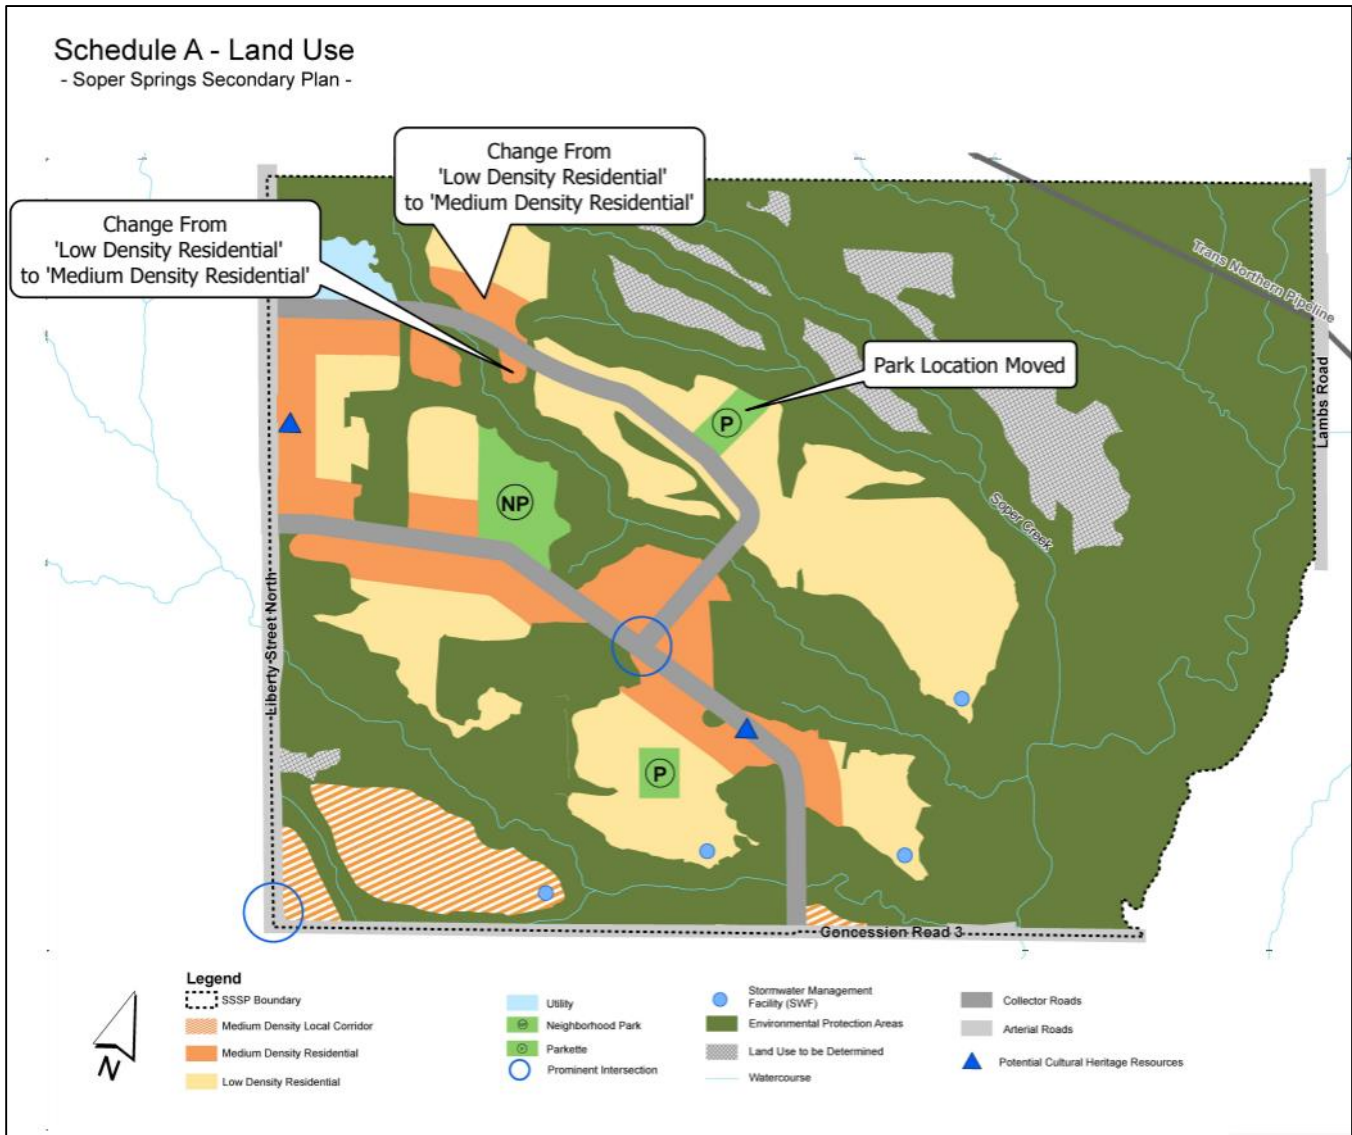 Schedule A - Land Use
- Soper Springs Secondary Plan -
Change From
'Low Density Residential'
to 'Medium Density Residential'
Change From
'Low Density Residential'
to 'Medium Density Residential'
Trans Northern Pipeline
Park Location Moved
Lambs Road
P
NP
Soper Creek
Liberty Street North
P
Concession Road 3
Legend
SSSP Boundary
Medium Density Local Corridor
Medium Density Residential
Low Density Residential
Utility
NP
Neighborhood Park
P
Parkette
Prominent Intersection
Stormwater Management
Facility (SWF)
Environmental Protection Areas
Land Use to be Determined
Watercourse
Collector Roads
Arterial Roads
Potential Cultural Heritage Resources
N